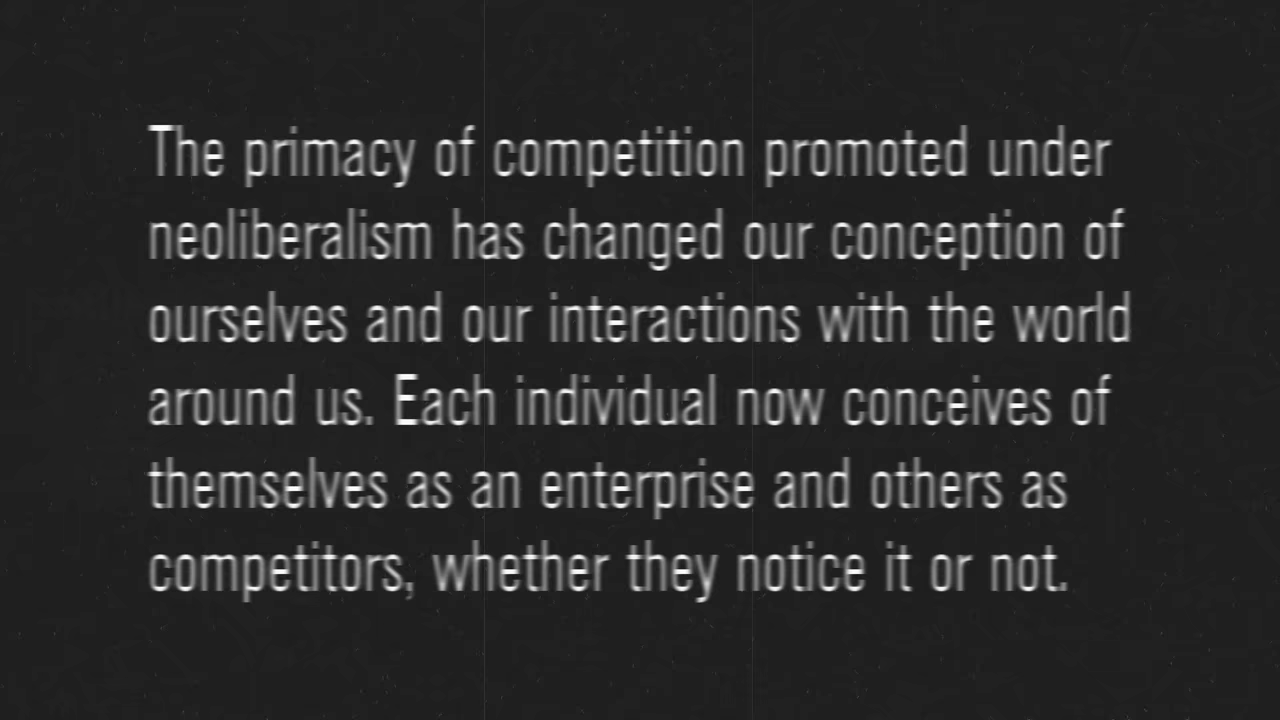 The primacy of competition promoted under
neoliberalism has changed our conception of
ourselves and our interactions with the world
around us. Each individual now conceives of
themselves as an enterprise and others as
competitors, whether they notice it or not.